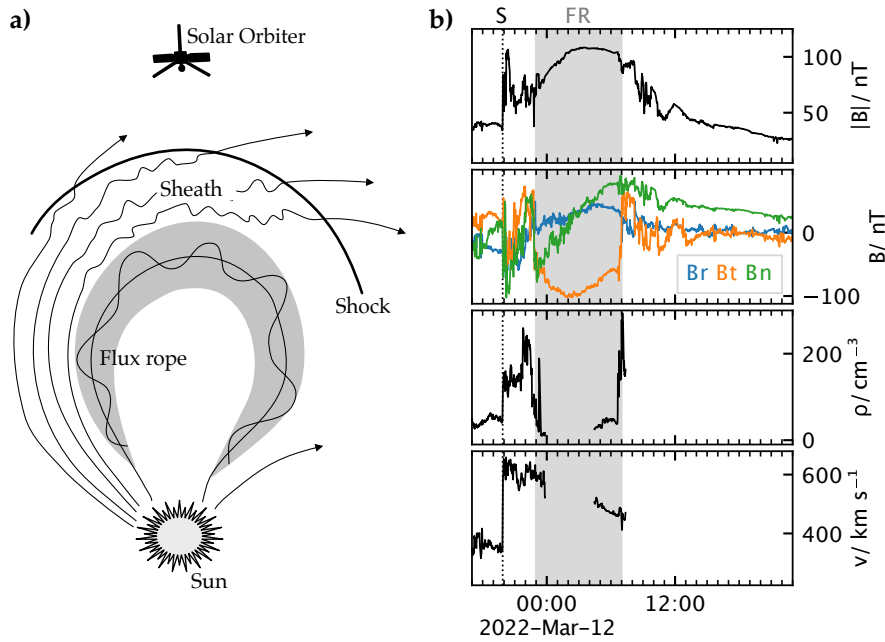 a)
Solar Orbiter
Sheath
Shock
Flux rope
Sun
b)
S
FR
100
50
|B| / nT
0
−100
B / nT
Br Bt Bn
200
0
ρ / cm⁻³
600
400
v / km s⁻¹
00:00
12:00
2022−Mar−12